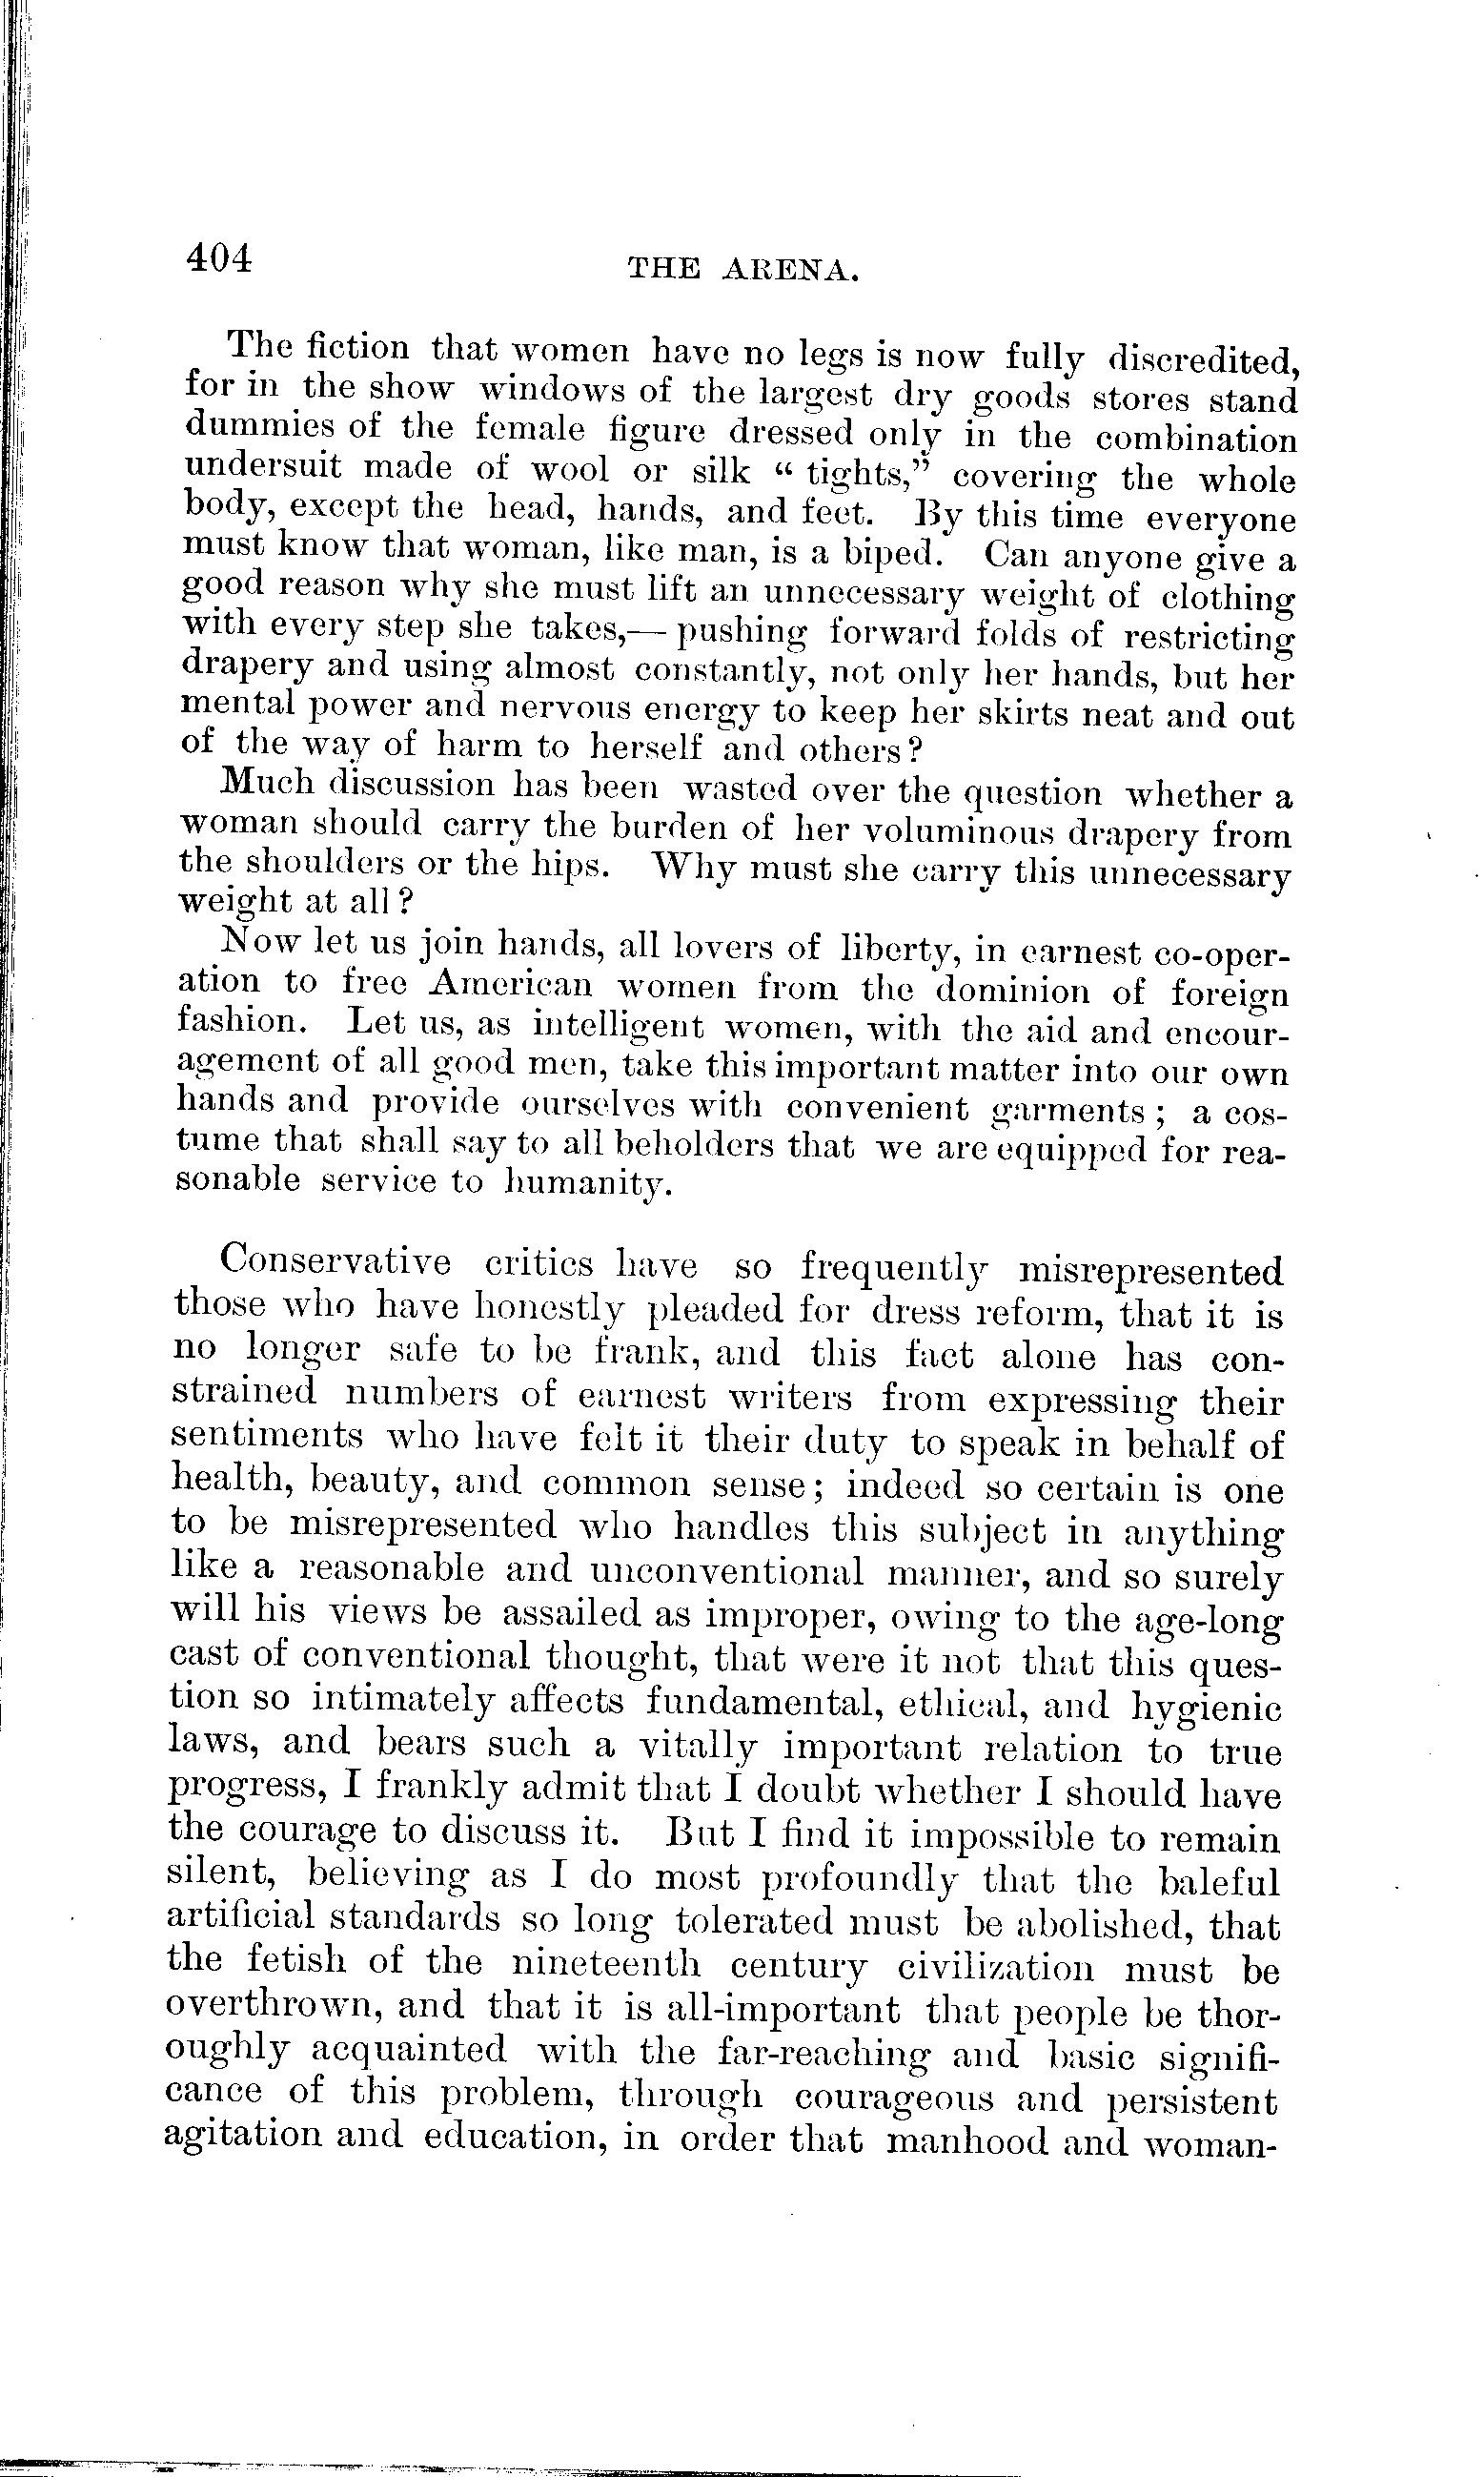 404
THE ARENA.
The fiction that women have no legs is now fully discredited,
for in the show windows of the largest dry goods stores stand
dummies of the female figure dressed only in the combination
undersuit made of wool or silk “ tights,” covering the whole
body, except the head, hands, and feet. By this time everyone
must know that woman, like man, is a biped. Can anyone give a
good reason why she must lift an unnecessary weight of clothing
with every step she takes,— pushing forward folds of restricting
drapery and using almost constantly, not only her hands, but her
mental power and nervous energy to keep her skirts neat and out
of the way of harm to herself and others?
Much discussion has been wasted over the question whether a
woman should carry the burden of her voluminous drapery from
the shoulders or the hips. Why must she carry this unnecessary
weight at all?
Now let us join hands, all lovers of liberty, in earnest co-oper-
ation to free American women from the dominion of foreign
fashion. Let us, as intelligent women, with the aid and encour-
agement of all good men, take this important matter into our own
hands and provide ourselves with convenient garments; a cos-
tume that shall say to all beholders that we are equipped for rea-
sonable service to humanity.
Conservative critics have so frequently misrepresented
those who have honestly pleaded for dress reform, that it is
no longer safe to be frank, and this fact alone has con-
strained numbers of earnest writers from expressing their
sentiments who have felt it their duty to speak in behalf of
health, beauty, and common sense; indeed so certain is one
to be misrepresented who handles this subject in anything
like a reasonable and unconventional manner, and so surely
will his views be assailed as improper, owing to the age-long
cast of conventional thought, that were it not that this ques-
tion so intimately affects fundamental, ethical, and hygienic
laws, and bears such a vitally important relation to true
progress, I frankly admit that I doubt whether I should have
the courage to discuss it. But I find it impossible to remain
silent, believing as I do most profoundly that the baleful
artificial standards so long tolerated must be abolished, that
the fetish of the nineteenth century civilization must be
overthrown, and that it is all-important that people be thor-
oughly acquainted with the far-reaching and basic signifi-
cance of this problem, through courageous and persistent
agitation and education, in order that manhood and woman-